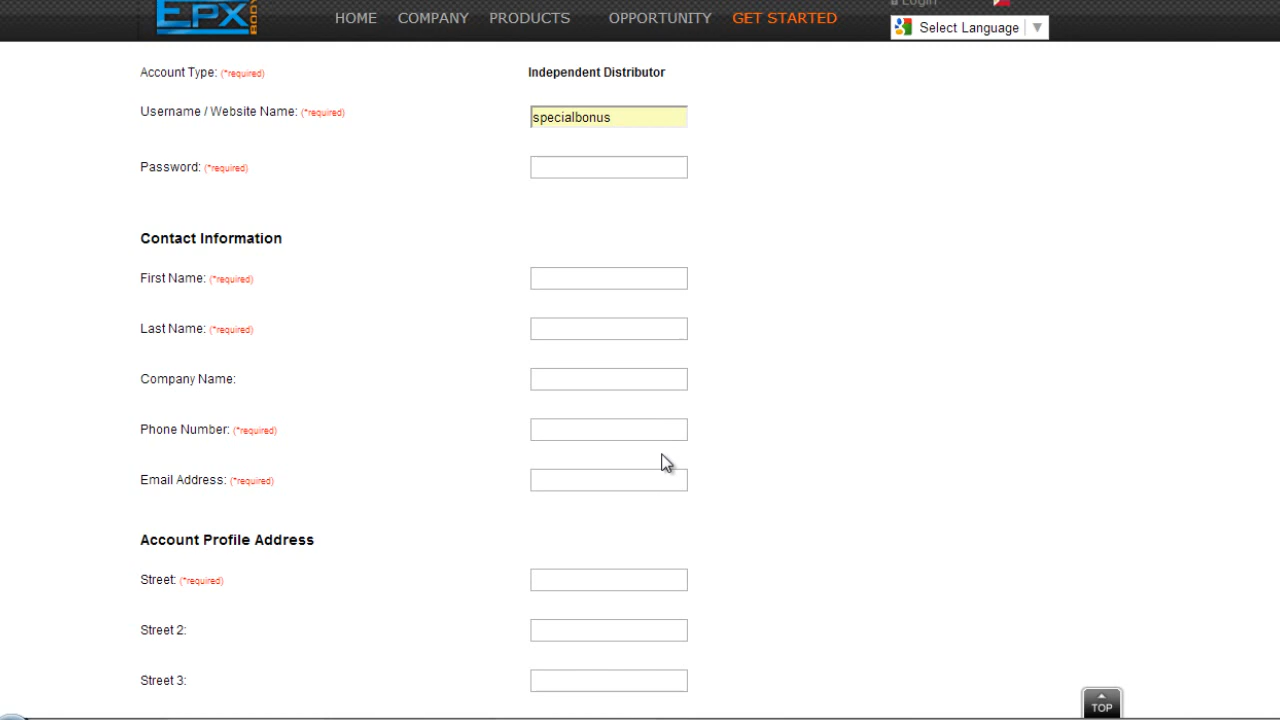 Login
EPX BODY
HOME COMPANY PRODUCTS OPPORTUNITY GET STARTED
Select Language ▼
Account Type: (*required) Independent Distributor
Username / Website Name: (*required) specialbonus
Password: (*required)
Contact Information
First Name: (*required)
Last Name: (*required)
Company Name:
Phone Number: (*required)
Email Address: (*required)
Account Profile Address
Street: (*required)
Street 2:
Street 3:
TOP